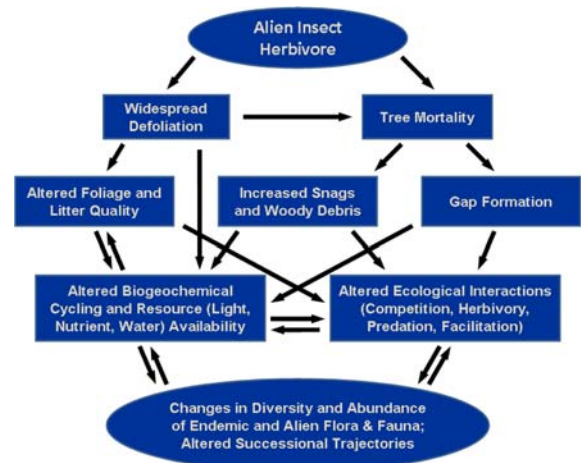 Alien Insect
Herbivore
Widespread
Defoliation
Tree Mortality
Altered Foliage and
Litter Quality
Increased Snags
and Woody Debris
Gap Formation
Altered Biogeochemical
Cycling and Resource (Light,
Nutrient, Water) Availability
Altered Ecological Interactions
(Competition, Herbivory,
Predation, Facilitation)
Changes in Diversity and Abundance
of Endemic and Alien Flora & Fauna;
Altered Successional Trajectories